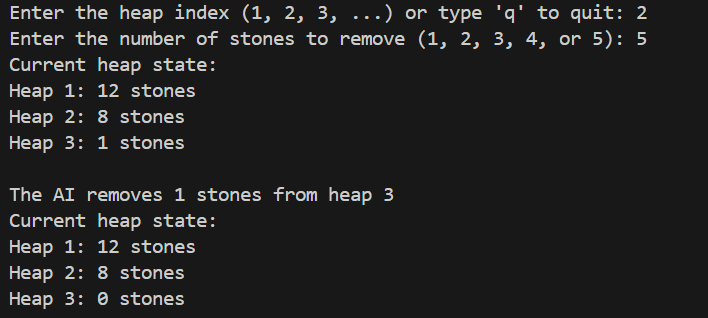 Enter the heap index (1, 2, 3, ...) or type 'q' to quit: 2
Enter the number of stones to remove (1, 2, 3, 4, or 5): 5
Current heap state:
Heap 1: 12 stones
Heap 2: 8 stones
Heap 3: 1 stones
The AI removes 1 stones from heap 3
Current heap state:
Heap 1: 12 stones
Heap 2: 8 stones
Heap 3: 0 stones